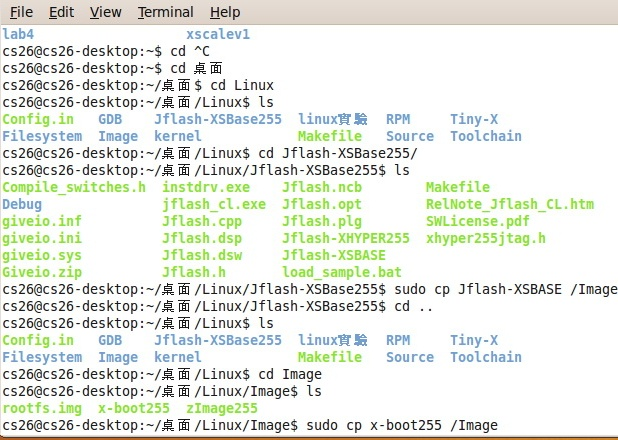 File Edit View Terminal Help
lab4 xscalev1
cs26@cs26-desktop:~$ cd ^C
cs26@cs26-desktop:~$ cd 桌面
cs26@cs26-desktop:~/桌面$ cd Linux
cs26@cs26-desktop:~/桌面/Linux$ ls
Config.in GDB Jflash-XSBase255 linux實驗 RPM Tiny-X
Filesystem Image kernel Makefile Source Toolchain
cs26@cs26-desktop:~/桌面/Linux$ cd Jflash-XSBase255/
cs26@cs26-desktop:~/桌面/Linux/Jflash-XSBase255$ ls
Compile_switches.h instdrv.exe Jflash.ncb Makefile
Debug jflash_cl.exe Jflash.opt RelNote_Jflash_CL.htm
giveio.inf Jflash.cpp Jflash.plg SWLicense.pdf
giveio.ini Jflash.dsp Jflash-XHYPER255 xhyper255jtag.h
giveio.sys Jflash.dsw Jflash-XSBASE
Giveio.zip Jflash.h load_sample.bat
cs26@cs26-desktop:~/桌面/Linux/Jflash-XSBase255$ sudo cp Jflash-XSBASE /Image
cs26@cs26-desktop:~/桌面/Linux/Jflash-XSBase255$ cd ..
cs26@cs26-desktop:~/桌面/Linux$ ls
Config.in GDB Jflash-XSBase255 linux實驗 RPM Tiny-X
Filesystem Image kernel Makefile Source Toolchain
cs26@cs26-desktop:~/桌面/Linux$ cd Image
cs26@cs26-desktop:~/桌面/Linux/Image$ ls
rootfs.img x-boot255 zImage255
cs26@cs26-desktop:~/桌面/Linux/Image$ sudo cp x-boot255 /Image